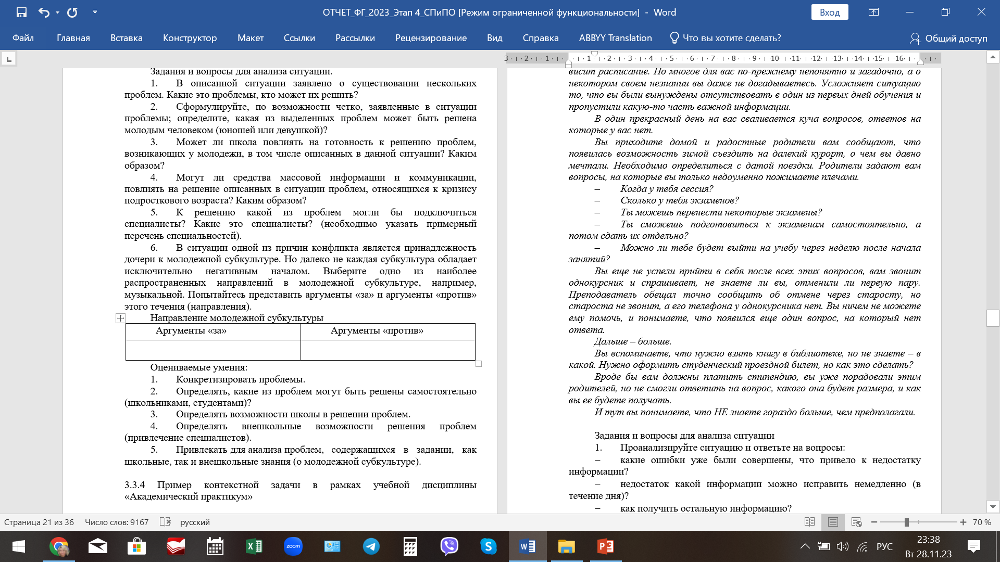 ОТЧЕТ_ФГ_2023_Этап 4_СПиПО [Режим ограниченной функциональности] - Word
Вход
Файл
Главная
Вставка
Конструктор
Макет
Ссылки
Рассылки
Рецензирование
Вид
Справка
ABBYY Translation
Что вы хотите сделать?
Общий доступ
3 2 1 1 2 3 4 5 6 7 8 9 10 11 12 13 14 15 16
Задания и вопросы для анализа ситуации.
1. В описанной ситуации заявлено о существовании нескольких
проблем. Какие это проблемы, кто может их решить?
2. Сформулируйте, по возможности четко, заявленные в ситуации
проблемы; определите, какая из выделенных проблем может быть решена
молодым человеком (юношей или девушкой)?
3. Может ли школа повлиять на готовность к решению проблем,
возникающих у молодежи, в том числе описанных в данной ситуации? Каким
образом?
4. Могут ли средства массовой информации и коммуникации,
повлиять на решение описанных в ситуации проблем, относящихся к кризису
подросткового возраста? Каким образом?
5. К решению какой из проблем могли бы подключиться
специалисты? Какие это специалисты? (необходимо указать примерный
перечень специальностей).
6. В ситуации одной из причин конфликта является принадлежность
дочери к молодежной субкультуре. Но далеко не каждая субкультура обладает
исключительно негативным началом. Выберите одно из наиболее
распространенных направлений в молодежной субкультуре, например,
музыкальной. Попытайтесь представить аргументы «за» и аргументы «против»
этого течения (направления).
Направление молодежной субкультуры
Аргументы «за»
Аргументы «против»
Оцениваемые умения:
1. Конкретизировать проблемы.
2. Определять, какие из проблем могут быть решены самостоятельно
(школьниками, студентами)?
3. Определять возможности школы в решении проблем.
4. Определять внешкольные возможности решения проблем
(привлечение специалистов).
5. Привлекать для анализа проблем, содержащихся в задании, как
школьные, так и внешкольные знания (о молодежной субкультуре).
3.3.4 Пример контекстной задачи в рамках учебной дисциплины
«Академический практикум»
висит расписание. Но многое для вас по-прежнему непонятно и загадочно, а о
некотором своем незнании вы даже не догадываетесь. Усложняет ситуацию
то, что вы были вынуждены отсутствовать в один из первых дней обучения и
пропустили какую-то часть важной информации.
В один прекрасный день на вас сваливается куча вопросов, ответов на
которые у вас нет.
Вы приходите домой и радостные родители вам сообщают, что
появилась возможность зимой съездить на далекий курорт, о чем вы давно
мечтали. Необходимо определиться с датой поездки. Родители задают вам
вопросы, на которые вы только недоуменно пожимаете плечами.
– Когда у тебя сессия?
– Сколько у тебя экзаменов?
– Ты можешь перенести некоторые экзамены?
– Ты сможешь подготовиться к экзаменам самостоятельно, а
потом сдать их отдельно?
– Можно ли тебе будет выйти на учебу через неделю после начала
занятий?
Вы еще не успели прийти в себя после всех этих вопросов, вам звонит
однокурсник и спрашивает, не знаете ли вы, отменили ли первую пару.
Преподаватель обещал точно сообщить об отмене через старосту, но
староста не звонит, а его телефона у однокурсника нет. Вы ничем не можете
ему помочь, и понимаете, что появился еще один вопрос, на который нет
ответа.
Дальше – больше.
Вы вспоминаете, что нужно взять книгу в библиотеке, но не знаете – в
какой. Нужно оформить студенческий проездной билет, но как это сделать?
Вроде бы вам должны платить стипендию, вы уже порадовали этим
родителей, но не смогли ответить на вопрос, какого она будет размера, и как
вы ее будете получать.
И тут вы понимаете, что НЕ знаете гораздо больше, чем предполагали.
Задания и вопросы для анализа ситуации
1. Проанализируйте ситуацию и ответьте на вопросы:
– какие ошибки уже были совершены, что привело к недостатку
информации?
– недостаток какой информации можно исправить немедленно (в
течение дня)?
– как получить остальную информацию?
Страница 21 из 36
Число слов: 9167
русский
70 %
zoom
РУС
23:38
Вт 28.11.23